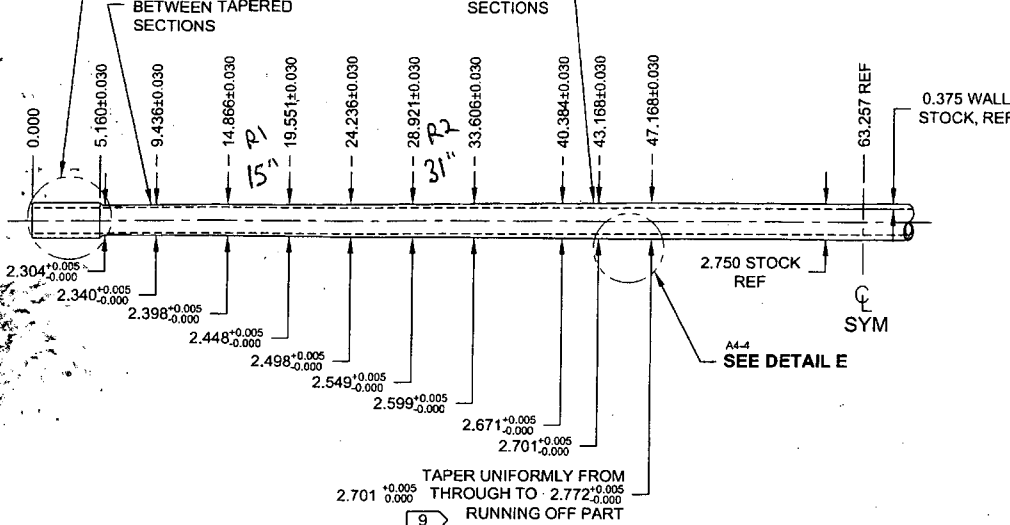 BETWEEN TAPERED
SECTIONS
SECTIONS
0.000
5.160±0.030
9.436±0.030
14.866±0.030
R1
15"
19.551±0.030
24.236±0.030
28.921±0.030
R2
31"
33.606±0.030
40.384±0.030
43.168±0.030
47.168±0.030
63.257 REF
0.375 WALL
STOCK, REF
2.304 +0.005 -0.000
2.340 +0.005 -0.000
2.398 +0.005 -0.000
2.448 +0.005 -0.000
2.498 +0.005 -0.000
2.549 +0.005 -0.000
2.599 +0.005 -0.000
2.671 +0.005 -0.000
2.701 +0.005 -0.000
2.750 STOCK
REF
CL
SYM
A4-4
SEE DETAIL E
TAPER UNIFORMLY FROM
2.701 +0.005 0.000 THROUGH TO 2.772 +0.005 -0.000
RUNNING OFF PART
9